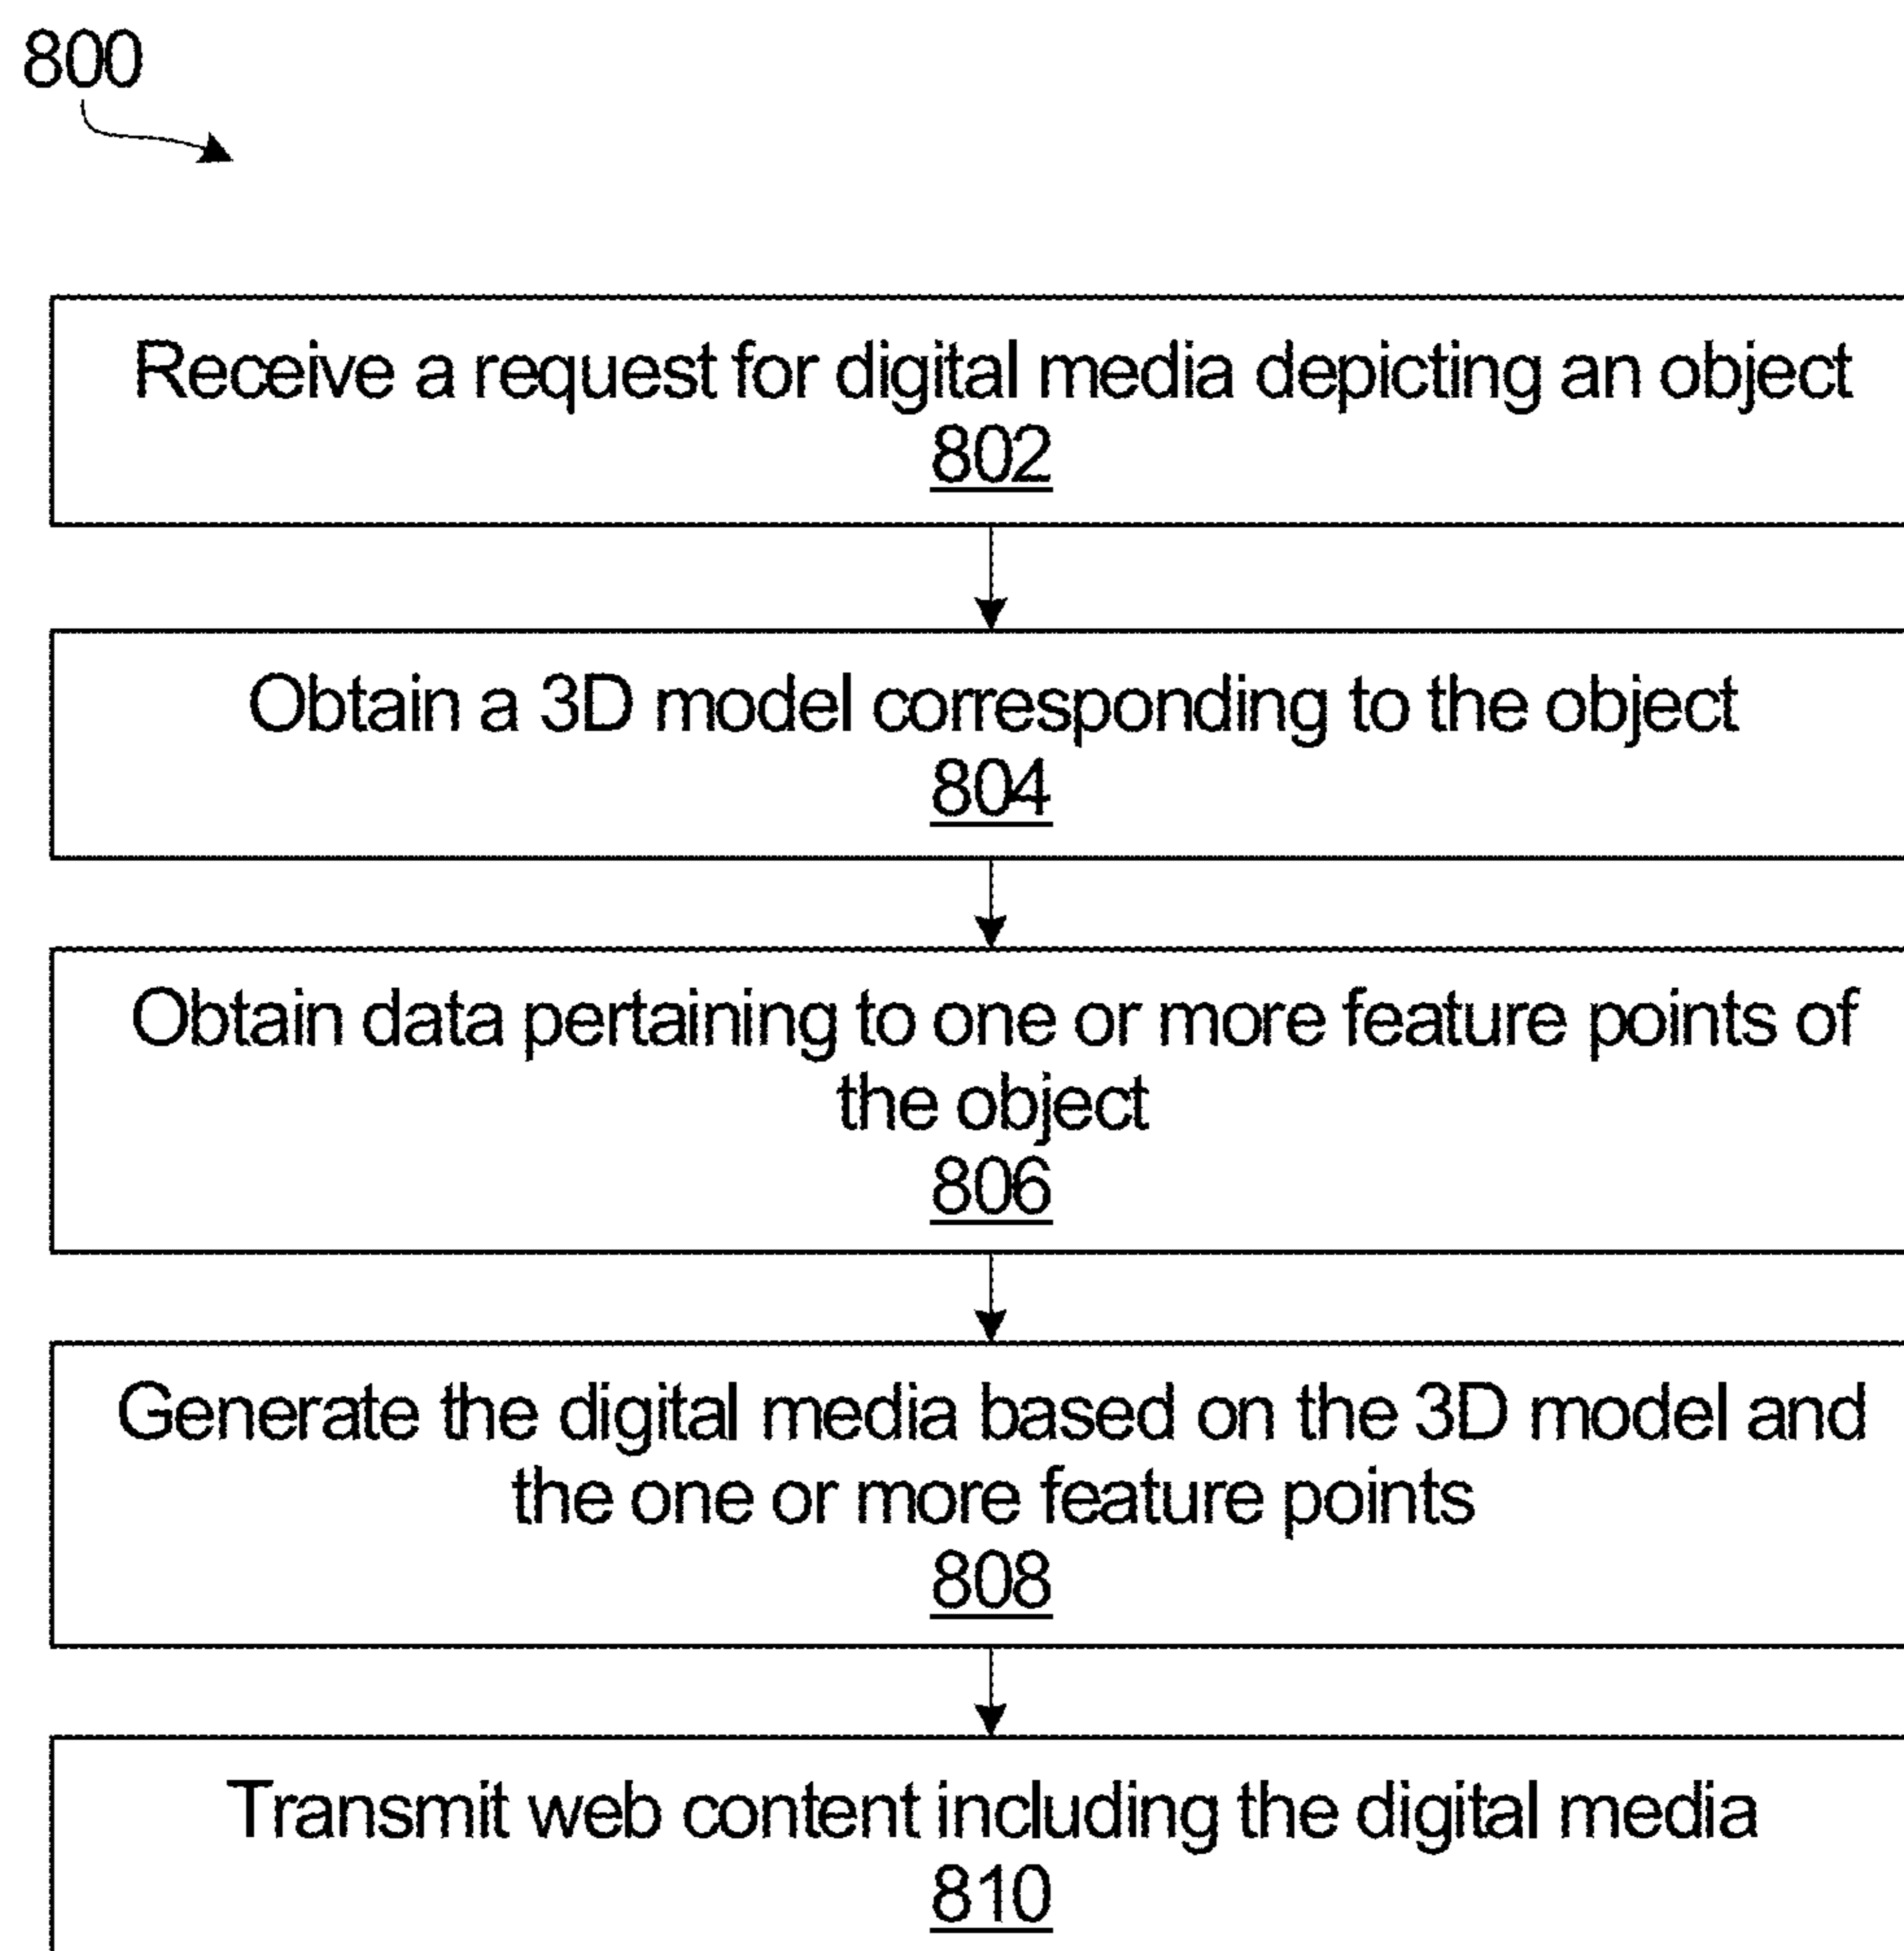 800
Receive a request for digital media depicting an object
802
Obtain a 3D model corresponding to the object
804
Obtain data pertaining to one or more feature points of
the object
806
Generate the digital media based on the 3D model and
the one or more feature points
808
Transmit web content including the digital media
810